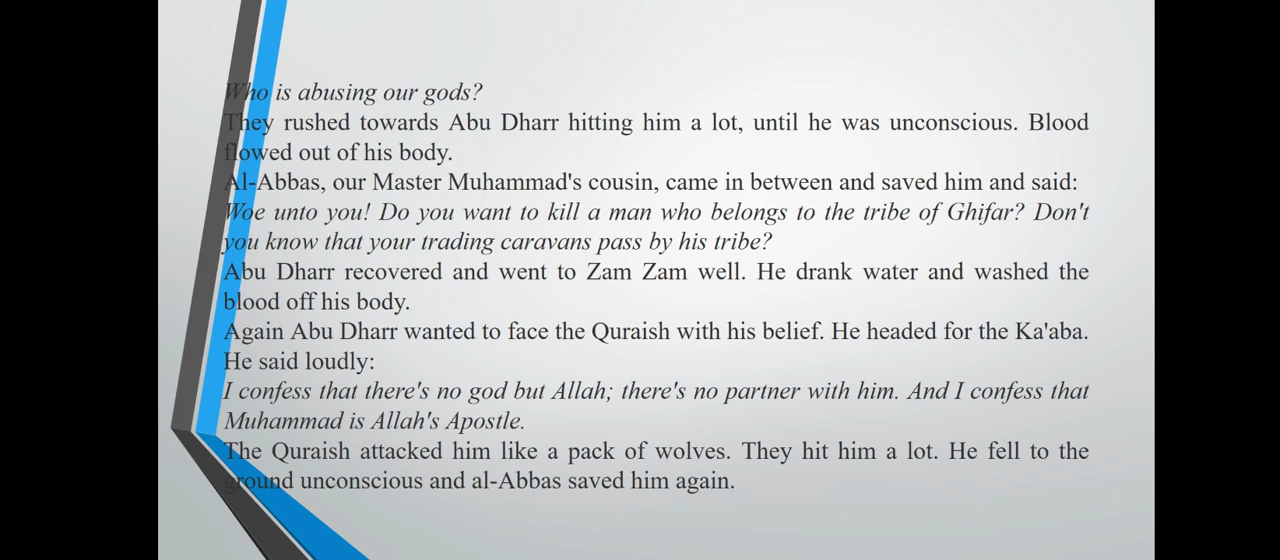 Who is abusing our gods?
They rushed towards Abu Dharr hitting him a lot, until he was unconscious. Blood
flowed out of his body.
Al-Abbas, our Master Muhammad's cousin, came in between and saved him and said:
Woe unto you! Do you want to kill a man who belongs to the tribe of Ghifar? Don't
you know that your trading caravans pass by his tribe?
Abu Dharr recovered and went to Zam Zam well. He drank water and washed the
blood off his body.
Again Abu Dharr wanted to face the Quraish with his belief. He headed for the Ka'aba.
He said loudly:
I confess that there's no god but Allah; there's no partner with him. And I confess that
Muhammad is Allah's Apostle.
The Quraish attacked him like a pack of wolves. They hit him a lot. He fell to the
ground unconscious and al-Abbas saved him again.